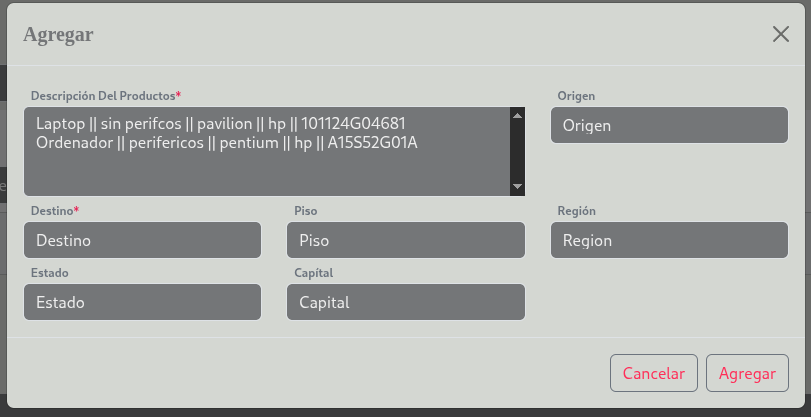 Agregar
Descripción Del Productos*
Laptop || sin perifcos || pavilion || hp || 101124G04681
Ordenador || perifericos || pentium || hp || A15S52G01A
Origen
Origen
Destino*
Destino
Piso
Piso
Región
Region
Estado
Estado
Capítal
Capital
Cancelar
Agregar